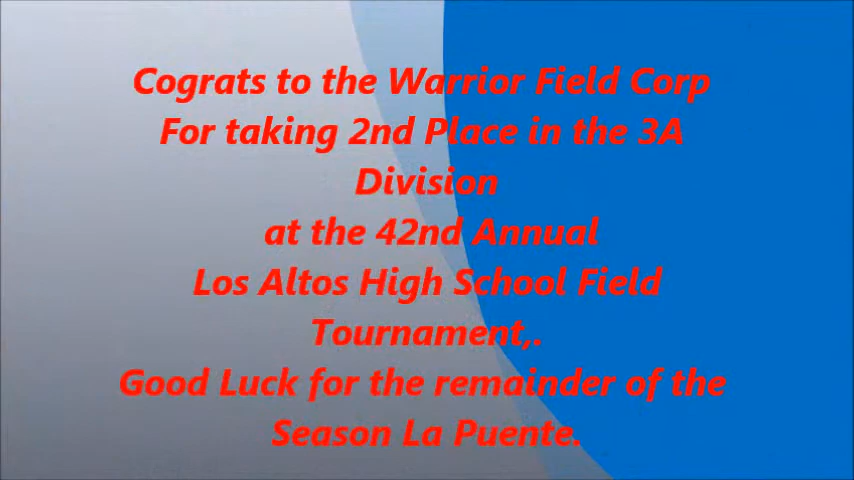 Cograts to the Warrior Field Corp
For taking 2nd Place in the 3A
Division
at the 42nd Annual
Los Altos High School Field
Tournament,.
Good Luck for the remainder of the
Season La Puente.